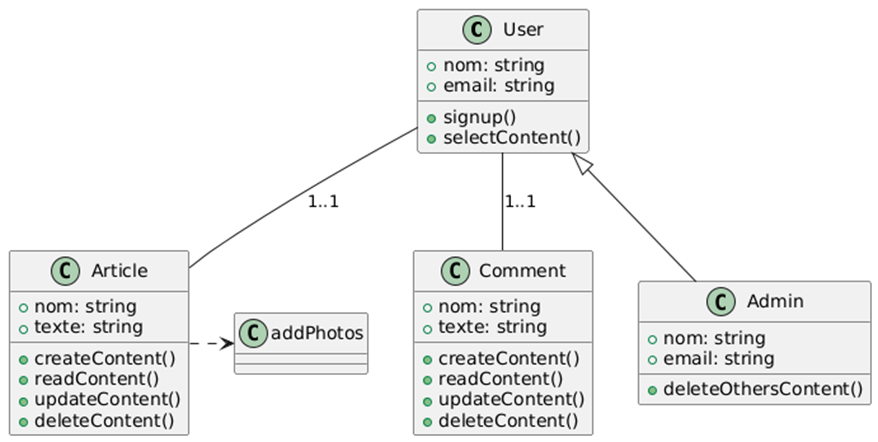 C User
nom: string
email: string
signup()
selectContent()
1..1
1..1
C Article
nom: string
texte: string
createContent()
readContent()
updateContent()
deleteContent()
C addPhotos
C Comment
nom: string
texte: string
createContent()
readContent()
updateContent()
deleteContent()
C Admin
nom: string
email: string
deleteOthersContent()